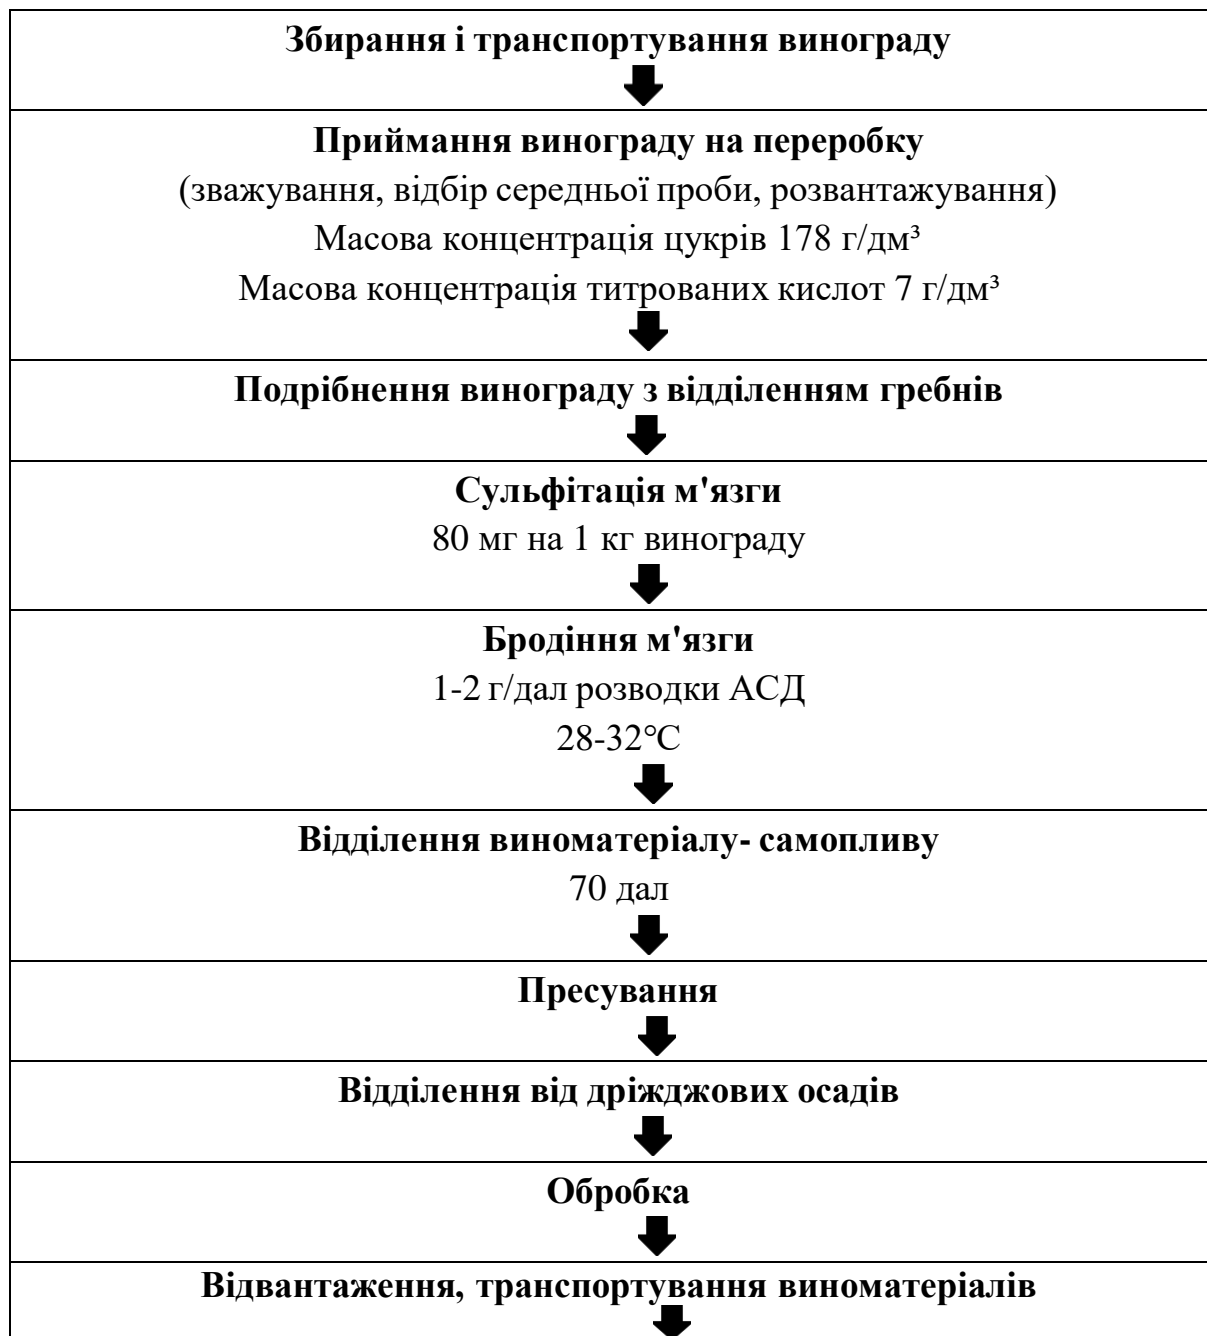 Збирання і транспортування винограду
Приймання винограду на переробку
(зважування, відбір середньої проби, розвантажування)
Масова концентрація цукрів 178 г/дм³
Масова концентрація титрованих кислот 7 г/дм³
Подрібнення винограду з відділенням гребнів
Сульфітація м'язги
80 мг на 1 кг винограду
Бродіння м'язги
1-2 г/дал розводки АСД
28-32°С
Відділення виноматеріалу- самопливу
70 дал
Пресування
Відділення від дріжджових осадів
Обробка
Відвантаження, транспортування виноматеріалів